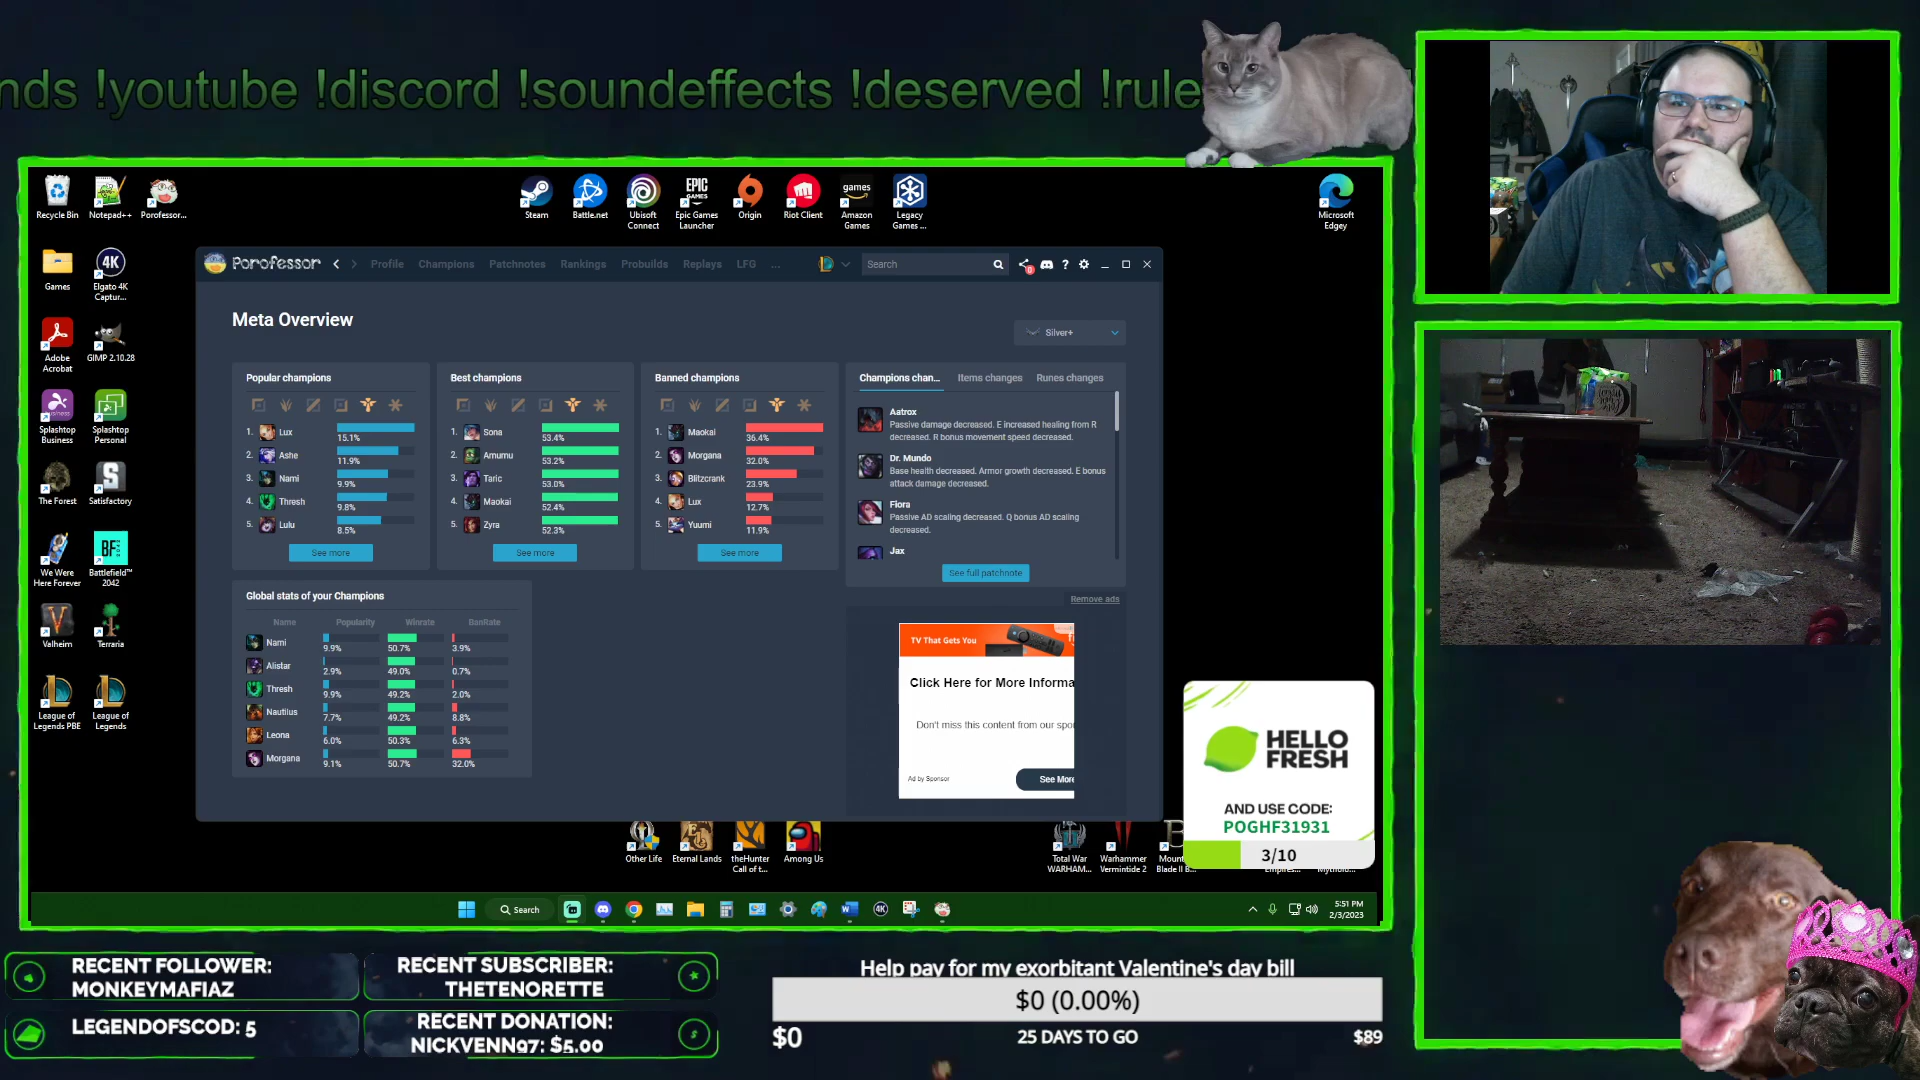 nds !youtube !discord !soundeffects !deserved !rule
Recycle Bin
Notepad++
Porofessor...
Steam
Battle.net
Ubisoft Connect
EPIC GAMES
Epic Games Launcher
Origin
Riot Client
games
Amazon Games
Legacy Games ...
Microsoft Edgey
Games
4K
Elgato 4K Captur...
Adobe Acrobat
GIMP 2.10.28
Splashtop Business
Splashtop Personal
The Forest
Satisfactory
We Were Here Forever
BF
Battlefield™ 2042
Valheim
Terraria
League of Legends PBE
League of Legends
Porofessor
Profile
Champions
Patchnotes
Rankings
Probuilds
Replays
LFG
...
Search
Meta Overview
Silver+
Popular champions
1. Lux 15.1%
2. Ashe 11.9%
3. Nami 9.9%
4. Thresh 9.8%
5. Lulu 8.5%
See more
Best champions
1. Sona 53.4%
2. Amumu 53.2%
3. Taric 53.0%
4. Maokai 52.4%
5. Zyra 52.3%
See more
Banned champions
1. Maokai 36.4%
2. Morgana 32.0%
3. Blitzcrank 23.9%
4. Lux 12.7%
5. Yuumi 11.9%
See more
Champions chan...
Items changes
Runes changes
Aatrox
Passive damage decreased. E increased healing from R
decreased. R bonus movement speed decreased.
Dr. Mundo
Base health decreased. Armor growth decreased. E bonus
attack damage decreased.
Fiora
Passive AD scaling decreased. Q bonus AD scaling
decreased.
Jax
See full patchnote
Remove ads
Global stats of your Champions
Name Popularity Winrate BanRate
Nami 9.9% 50.7% 3.9%
Alistar 2.9% 49.0% 0.7%
Thresh 9.9% 49.2% 2.0%
Nautilus 7.7% 49.2% 8.8%
Leona 6.0% 50.3% 6.3%
Morgana 9.1% 50.7% 32.0%
TV That Gets You
Click Here for More Informa
Don't miss this content from our spo
Ad by Sponsor
See More
HELLO
FRESH
AND USE CODE:
POGHF31931
3/10
Other Life
Eternal Lands
theHunter Call of t...
Among Us
Total War WARHAM...
Warhammer Vermintide 2
Mount
Blade II B...
Empires...
Search
5:51 PM
2/3/2023
RECENT FOLLOWER:
MONKEYMAFIAZ
RECENT SUBSCRIBER:
THETENORETTE
LEGENDOFSCOD: 5
RECENT DONATION:
NICKVENN97: $5.00
Help pay for my exorbitant Valentine's day bill
$0 (0.00%)
$0
25 DAYS TO GO
$89